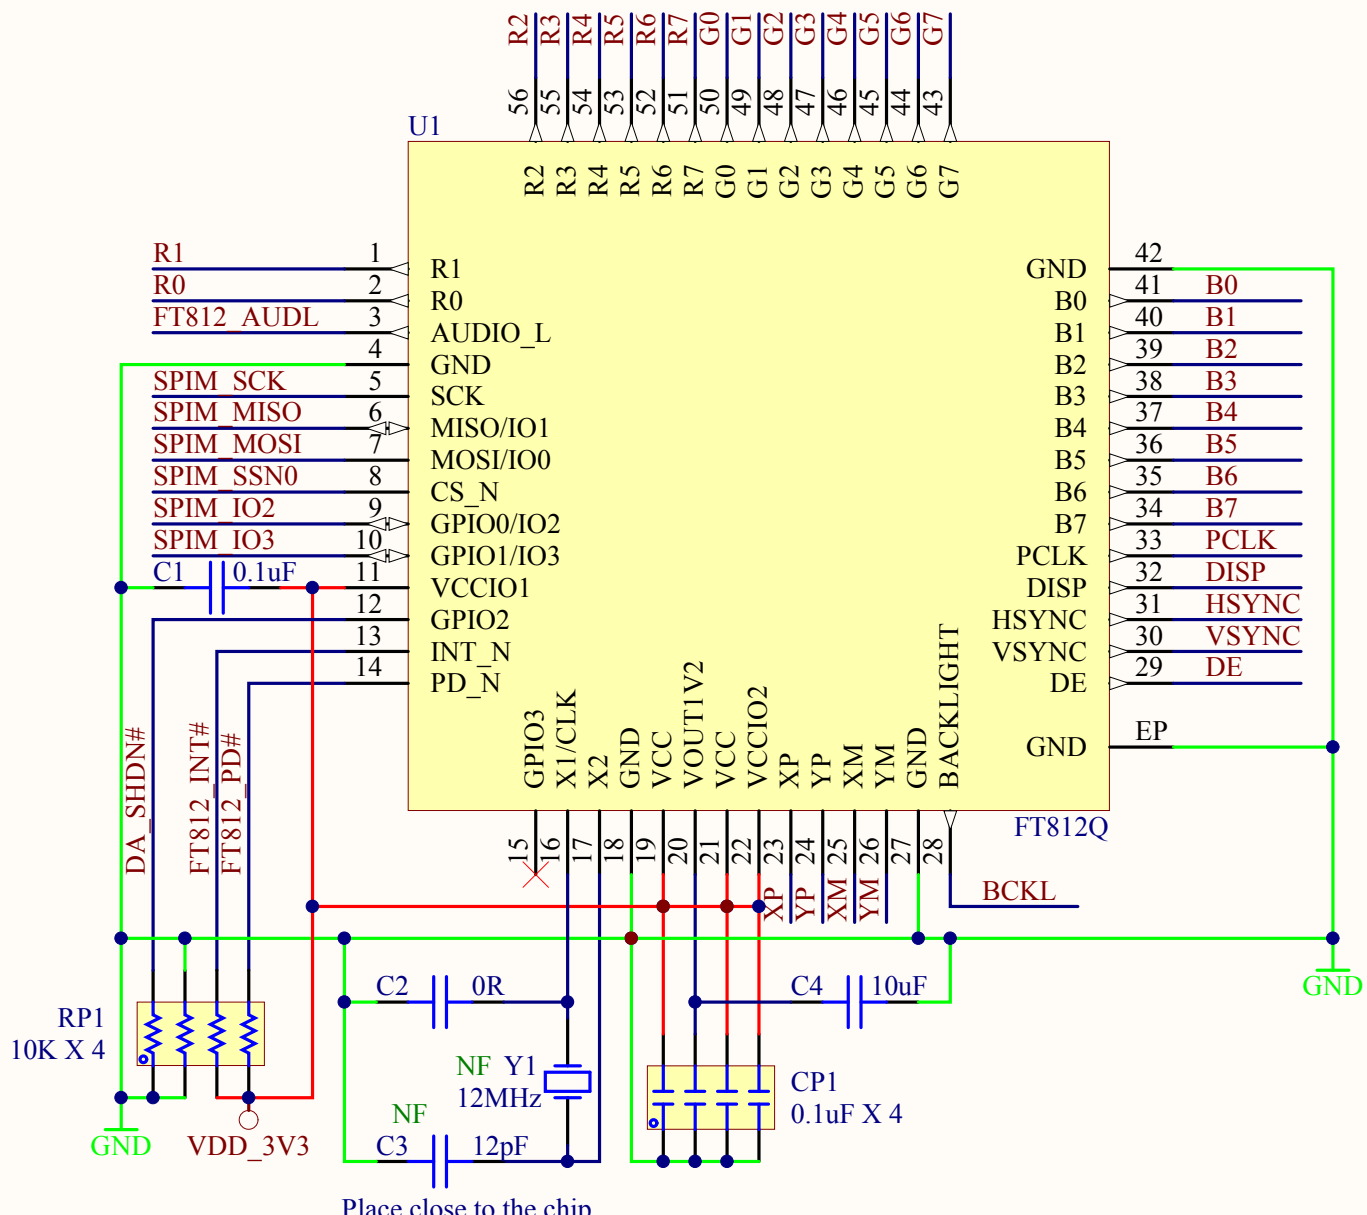 R2 R3 R4 R5 R6 R7 G0 G1 G2 G3 G4 G5 G6 G7
56 55 54 53 52 51 50 49 48 47 46 45 44 43
U1
R2 R3 R4 R5 R6 R7 G0 G1 G2 G3 G4 G5 G6 G7
R1 1 R1
R0 2 R0
FT812_AUDL 3 AUDIO_L
4 GND
SPIM_SCK 5 SCK
SPIM_MISO 6 MISO/IO1
SPIM_MOSI 7 MOSI/IO0
SPIM_SSN0 8 CS_N
SPIM_IO2 9 GPIO0/IO2
SPIM_IO3 10 GPIO1/IO3
C1 0.1uF 11 VCCIO1
12 GPIO2
13 INT_N
14 PD_N
GND 42
B0 41 B0
B1 40 B1
B2 39 B2
B3 38 B3
B4 37 B4
B5 36 B5
B6 35 B6
B7 34 B7
PCLK 33 PCLK
DISP 32 DISP
HSYNC 31 HSYNC
VSYNC 30 VSYNC
DE 29 DE
GND EP
GPIO3 X1/CLK X2 GND VCC VOUT1V2 VCC VCCIO2 XP YP XM YM GND BACKLIGHT
FT812Q
15 16 17 18 19 20 21 22 23 24 25 26 27 28
DA_SHDN# FT812_INT# FT812_PD#
XP YP XM YM BCKL
C2 0R
C4 10uF
GND
RP1
10K X 4
NF Y1
12MHz
CP1
0.1uF X 4
NF
C3 12pF
GND
VDD_3V3
Place close to the chip